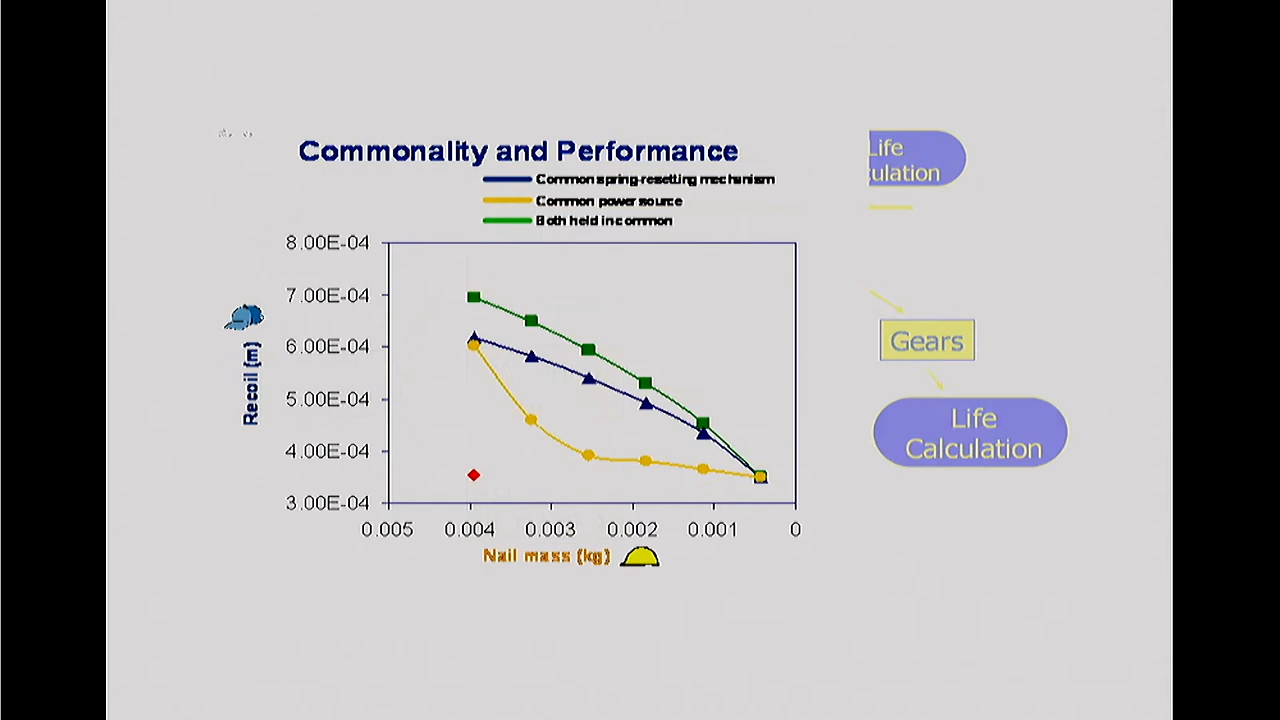 Commonality and Performance
Common spring-resetting mechanism
Common power source
Both held in common
8.00E-04
7.00E-04
6.00E-04
5.00E-04
4.00E-04
3.00E-04
Recoil (m)
0.005 0.004 0.003 0.002 0.001 0
Nail mass (kg)
Life
culation
Gears
Life
Calculation